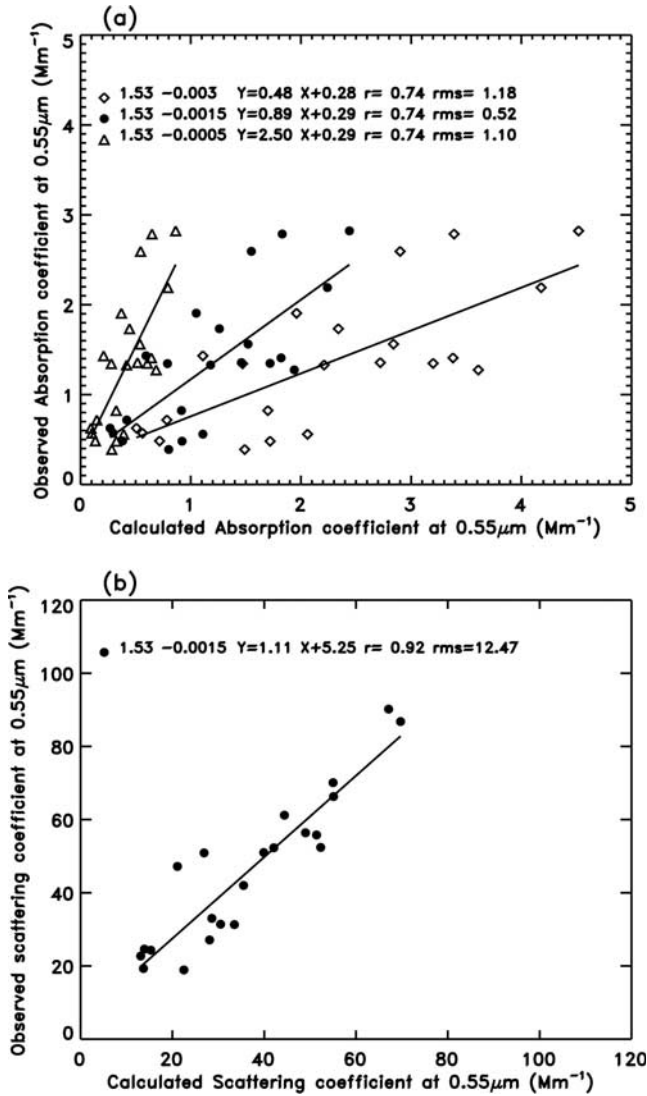 (a)
5
4
3
2
1
0
0 1 2 3 4 5
1.53 -0.003 Y=0.48 X+0.28 r= 0.74 rms= 1.18
1.53 -0.0015 Y=0.89 X+0.29 r= 0.74 rms= 0.52
1.53 -0.0005 Y=2.50 X+0.29 r= 0.74 rms= 1.10
Observed Absorption coefficient at 0.55μm (Mm⁻¹)
Calculated Absorption coefficient at 0.55μm (Mm⁻¹)
(b)
120
100
80
60
40
20
0
20 40 60 80 100 120
1.53 -0.0015 Y=1.11 X+5.25 r= 0.92 rms=12.47
Observed scattering coefficient at 0.55μm (Mm⁻¹)
Calculated Scattering coefficient at 0.55μm (Mm⁻¹)